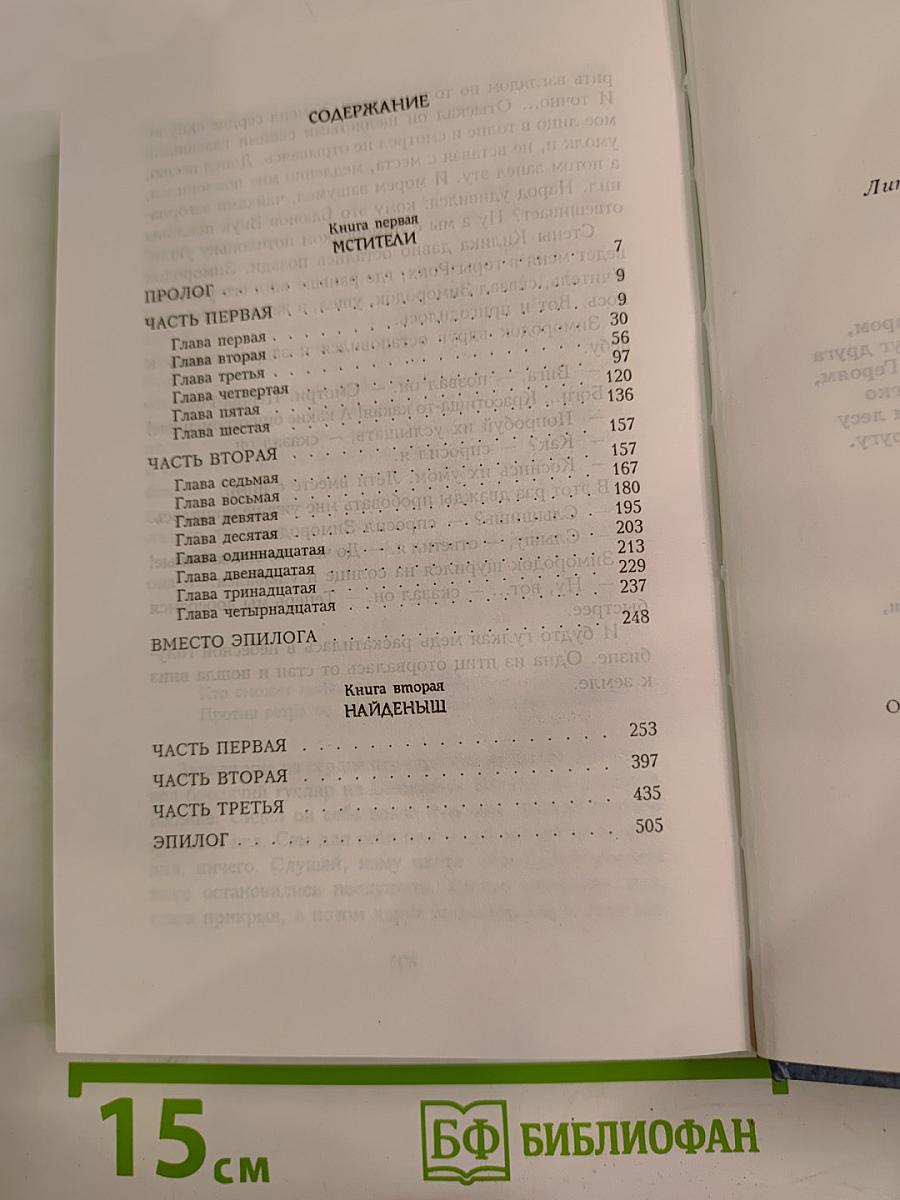 СОДЕРЖАНИЕ
Книга первая
МСТИТЕЛИ
ПРОЛОГ . . . . . . . . . . . . . . . . . . . . 7
ЧАСТЬ ПЕРВАЯ . . . . . . . . . . . . . . . . . 9
Глава первая . . . . . . . . . . . . . . . . . 9
Глава вторая . . . . . . . . . . . . . . . . . 30
Глава третья . . . . . . . . . . . . . . . . . 56
Глава четвертая . . . . . . . . . . . . . . . . 97
Глава пятая . . . . . . . . . . . . . . . . . 120
Глава шестая . . . . . . . . . . . . . . . . . 136
ЧАСТЬ ВТОРАЯ . . . . . . . . . . . . . . . . . 157
Глава седьмая . . . . . . . . . . . . . . . . . 157
Глава восьмая . . . . . . . . . . . . . . . . . 167
Глава девятая . . . . . . . . . . . . . . . . . 180
Глава десятая . . . . . . . . . . . . . . . . . 195
Глава одиннадцатая . . . . . . . . . . . . . . 203
Глава двенадцатая . . . . . . . . . . . . . . . 213
Глава тринадцатая . . . . . . . . . . . . . . . 229
Глава четырнадцатая . . . . . . . . . . . . . . 237
ВМЕСТО ЭПИЛОГА . . . . . . . . . . . . . . . . 248
Книга вторая
НАЙДЕНЫШ
ЧАСТЬ ПЕРВАЯ . . . . . . . . . . . . . . . . . 253
ЧАСТЬ ВТОРАЯ . . . . . . . . . . . . . . . . . 397
ЧАСТЬ ТРЕТЬЯ . . . . . . . . . . . . . . . . . 435
ЭПИЛОГ . . . . . . . . . . . . . . . . . . . . 505
15 см
БФ БИБЛИОФАН